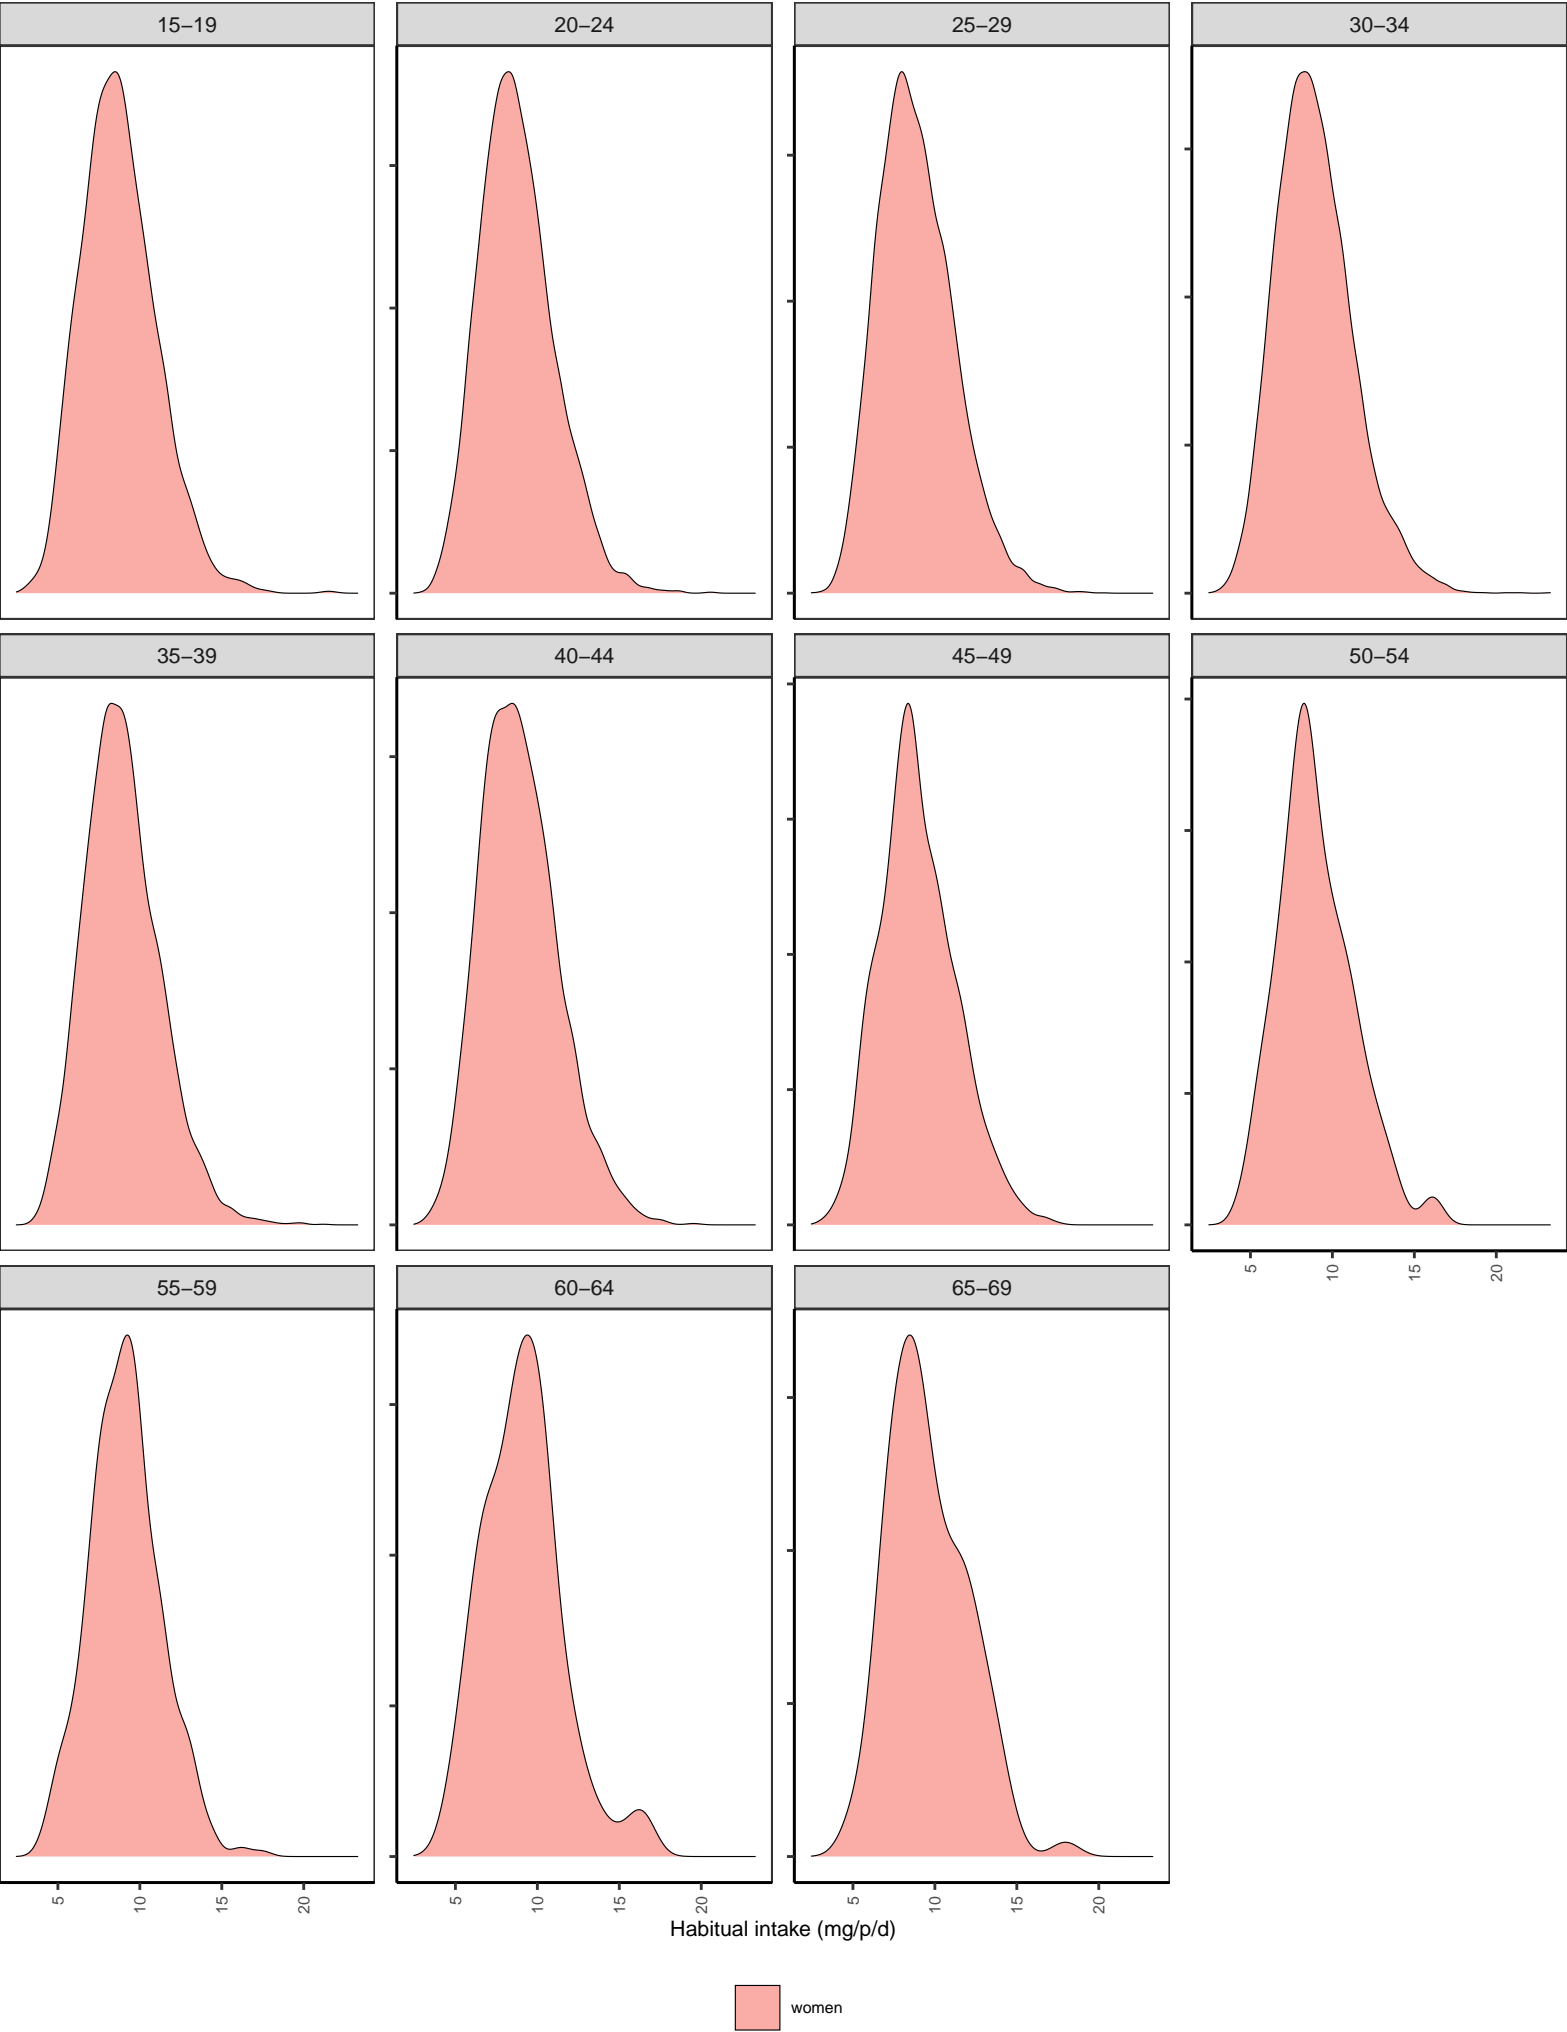 15–19 20–24 25–29 30–34
35–39 40–44 45–49 50–54
5 10 15 20
55–59 60–64 65–69
5 10 15 20 5 10 15 20 5 10 15 20
Habitual intake (mg/p/d)
women